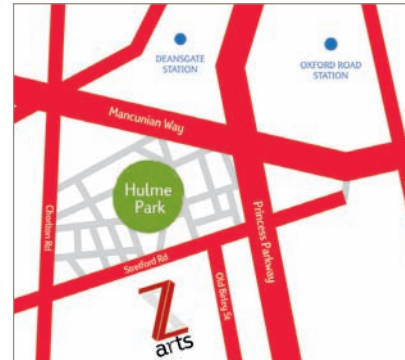 DEANSGATE
STATION
OXFORD ROAD
STATION
Mancunian Way
Hulme
Park
Chorlton Rd
Princess Parkway
Stretford Rd
Old Birley St
Z
arts